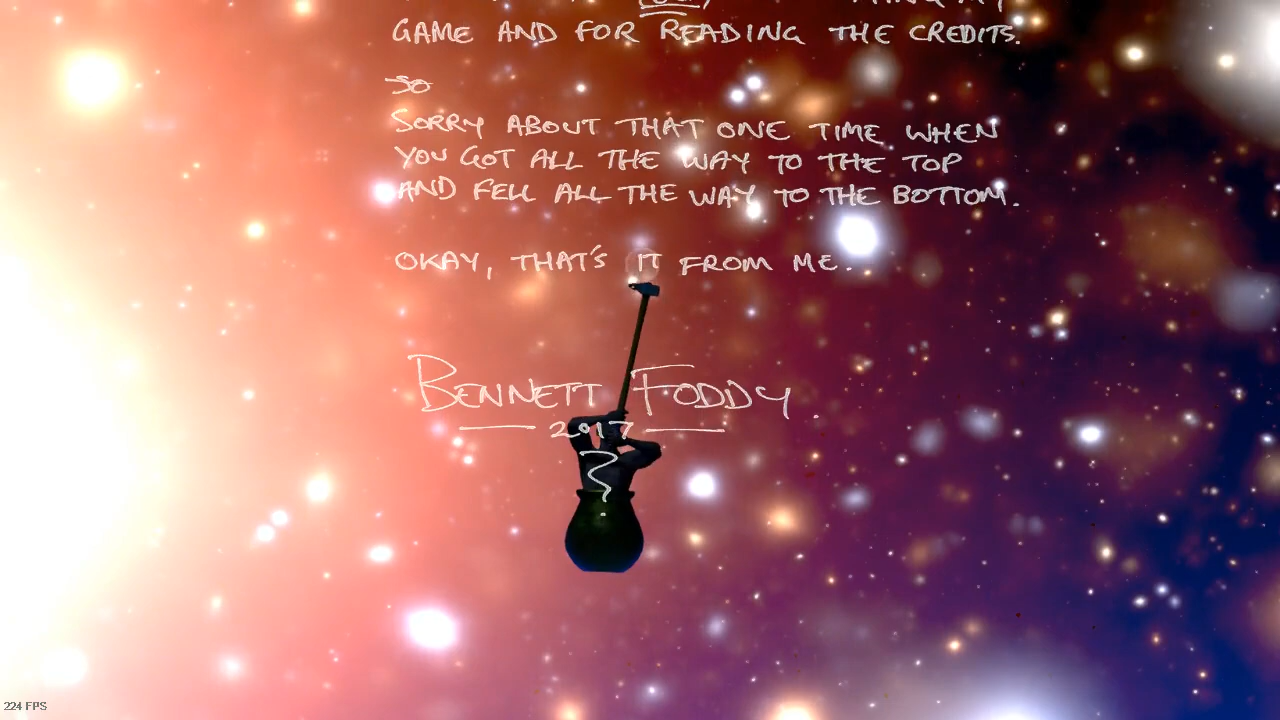 GAME AND FOR READING THE CREDITS.
SO
SORRY ABOUT THAT ONE TIME WHEN
YOU GOT ALL THE WAY TO THE TOP
AND FELL ALL THE WAY TO THE BOTTOM.
OKAY, THAT'S IT FROM ME.
BENNETT FODDY.
2017
224 FPS